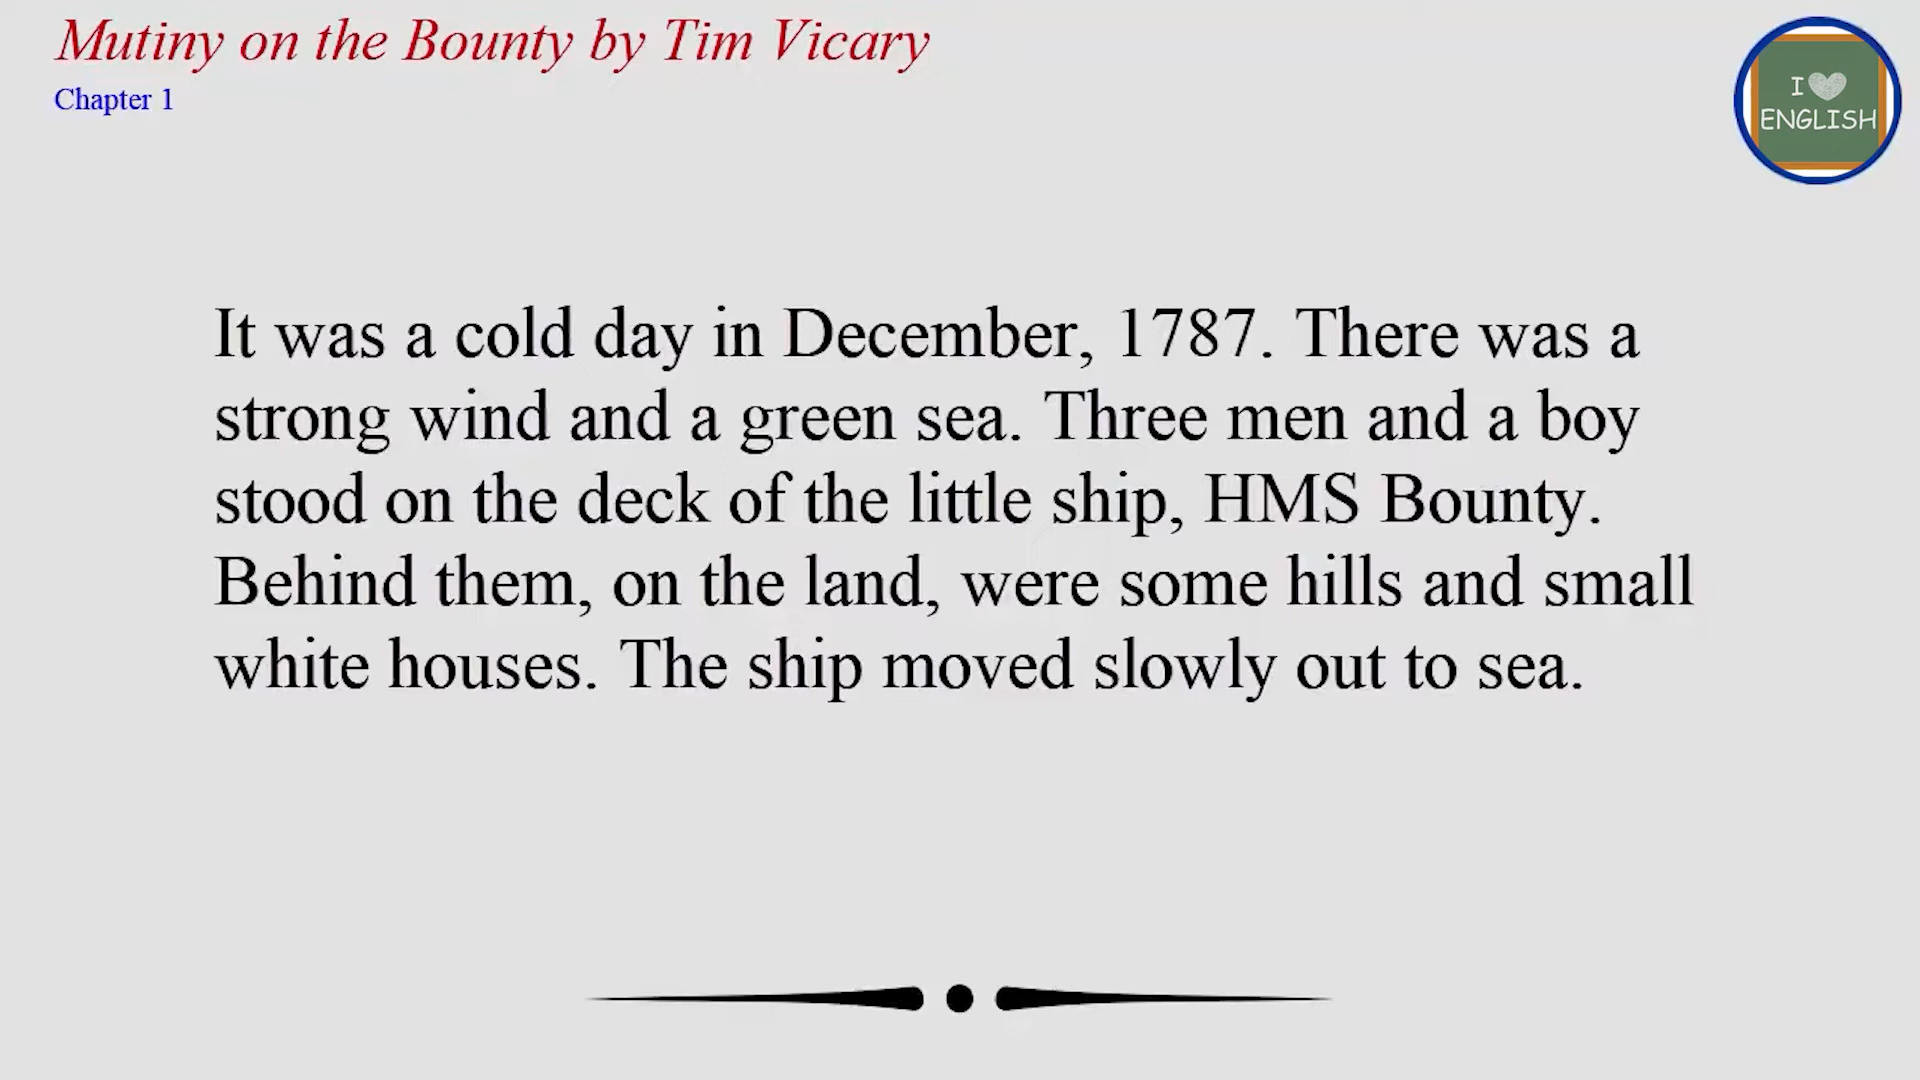 Mutiny on the Bounty by Tim Vicary
Chapter 1
I
ENGLISH
It was a cold day in December, 1787. There was a
strong wind and a green sea. Three men and a boy
stood on the deck of the little ship, HMS Bounty.
Behind them, on the land, were some hills and small
white houses. The ship moved slowly out to sea.